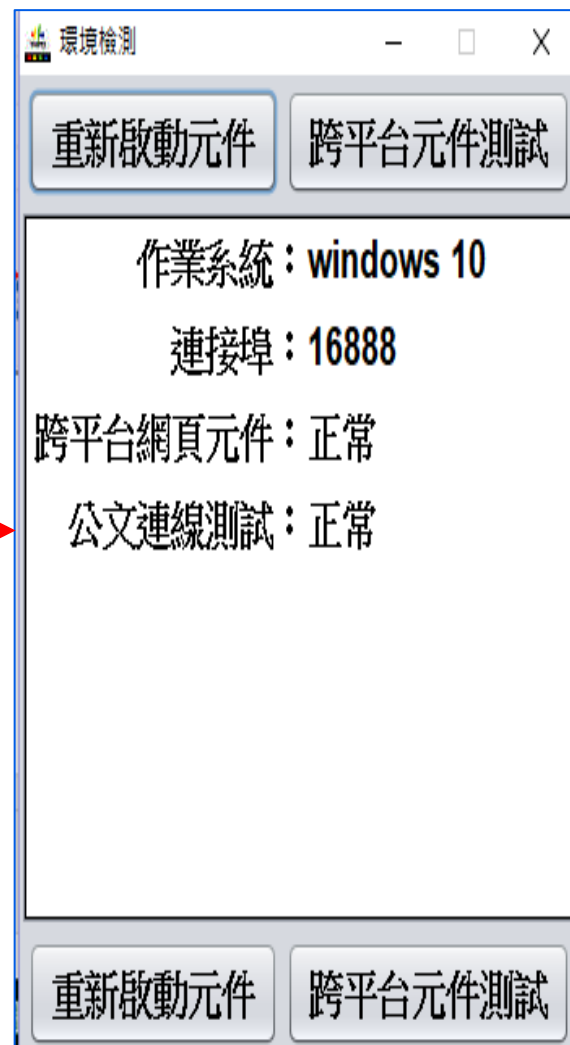 環境檢測
重新啟動元件 跨平台元件測試
作業系統：windows 10
連接埠：16888
跨平台網頁元件：正常
公文連線測試：正常
重新啟動元件 跨平台元件測試